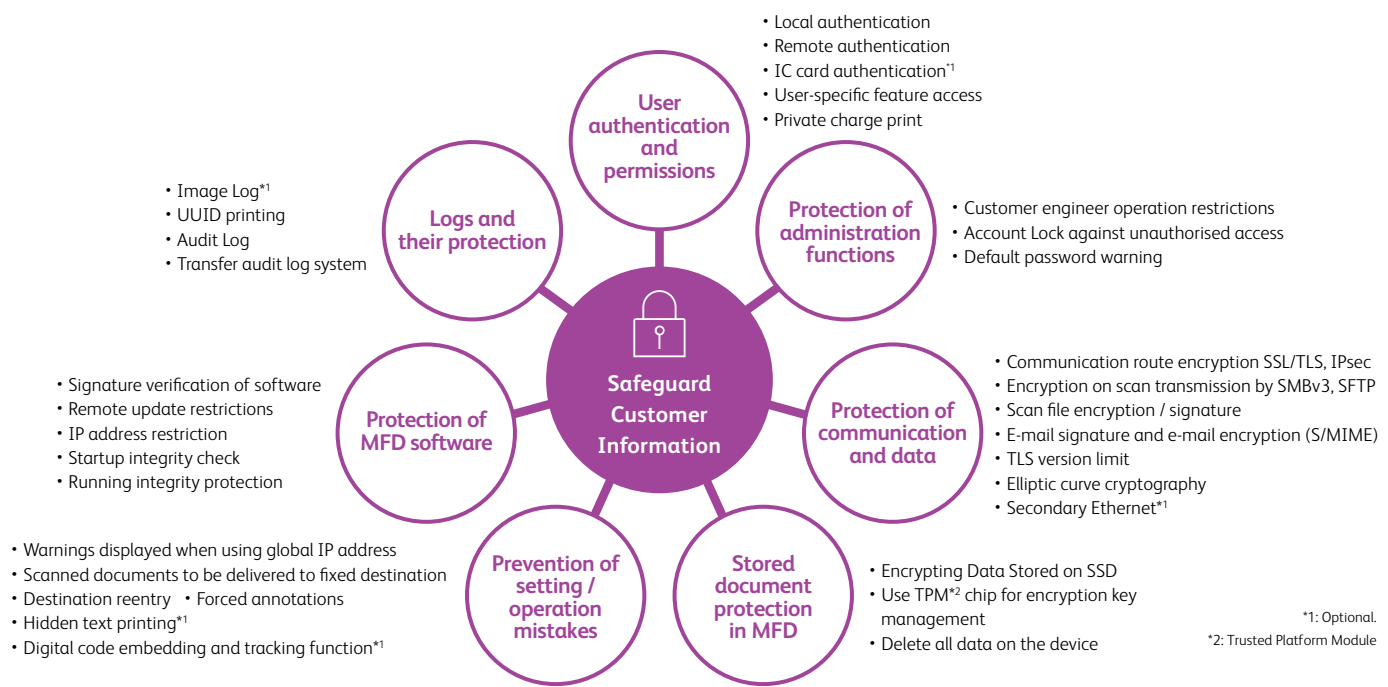 • Local authentication
• Remote authentication
• IC card authentication*1
• User-specific feature access
• Private charge print
User
authentication
and
permissions
• Image Log*1
• UUID printing
• Audit Log
• Transfer audit log system
Logs and
their protection
Protection of
administration
functions
• Customer engineer operation restrictions
• Account Lock against unauthorised access
• Default password warning
Safeguard
Customer
Information
• Signature verification of software
• Remote update restrictions
• IP address restriction
• Startup integrity check
• Running integrity protection
Protection of
MFD software
Protection of
communication
and data
• Communication route encryption SSL/TLS, IPsec
• Encryption on scan transmission by SMBv3, SFTP
• Scan file encryption / signature
• E-mail signature and e-mail encryption (S/MIME)
• TLS version limit
• Elliptic curve cryptography
• Secondary Ethernet*1
• Warnings displayed when using global IP address
• Scanned documents to be delivered to fixed destination
• Destination reentry • Forced annotations
• Hidden text printing*1
• Digital code embedding and tracking function*1
Prevention of
setting /
operation
mistakes
Stored
document
protection
in MFD
• Encrypting Data Stored on SSD
• Use TPM*2 chip for encryption key
management
• Delete all data on the device
*1: Optional.
*2: Trusted Platform Module